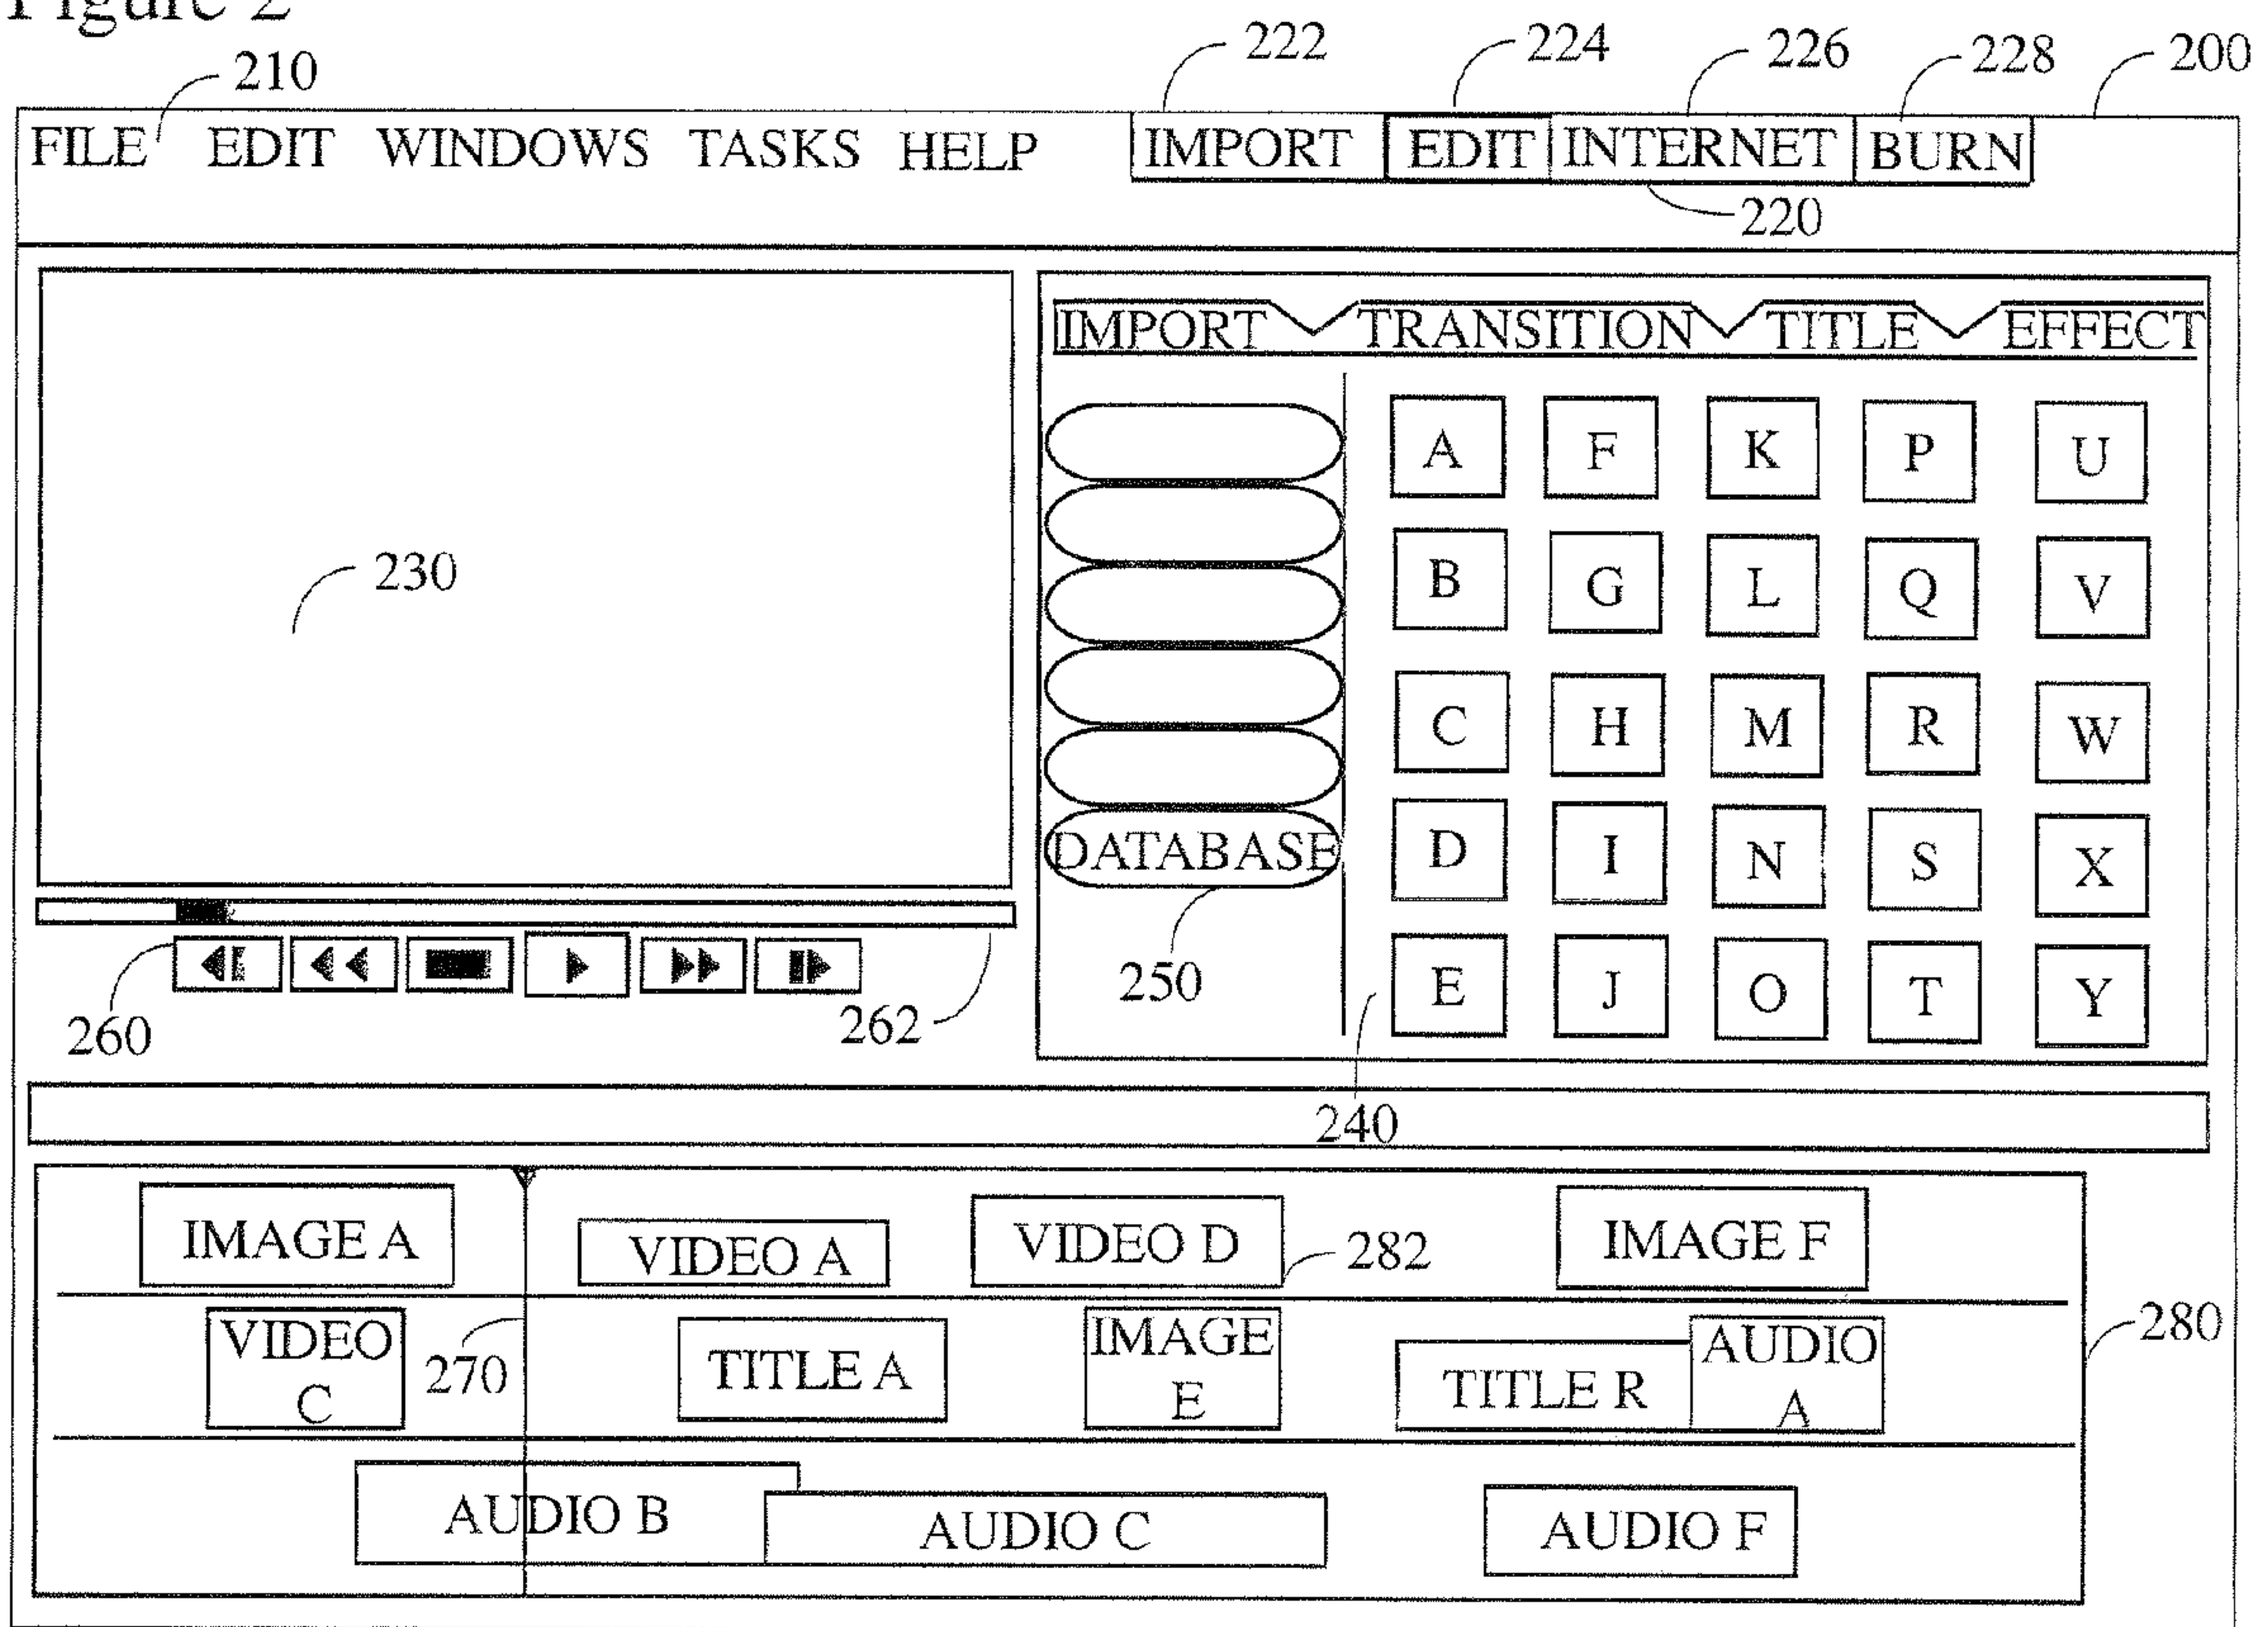 Figure 2
210 222 224 226 228 200
FILE EDIT WINDOWS TASKS HELP IMPORT EDIT INTERNET BURN
220
230
IMPORT TRANSITION TITLE EFFECT
A F K P U
B G L Q V
C H M R W
DATABASE D I N S X
250 E J O T Y
260 262
240
IMAGE A VIDEO A VIDEO D 282 IMAGE F
VIDEO C 270 TITLE A IMAGE E TITLE R AUDIO A 280
AUDIO B AUDIO C AUDIO F